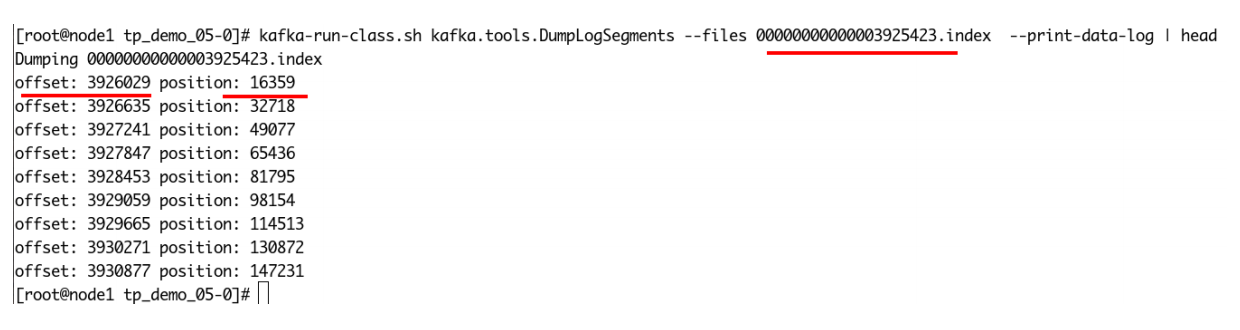 [root@node1 tp_demo_05-0]# kafka-run-class.sh kafka.tools.DumpLogSegments --files 00000000000003925423.index --print-data-log | head
Dumping 00000000000003925423.index
offset: 3926029 position: 16359
offset: 3926635 position: 32718
offset: 3927241 position: 49077
offset: 3927847 position: 65436
offset: 3928453 position: 81795
offset: 3929059 position: 98154
offset: 3929665 position: 114513
offset: 3930271 position: 130872
offset: 3930877 position: 147231
[root@node1 tp_demo_05-0]#